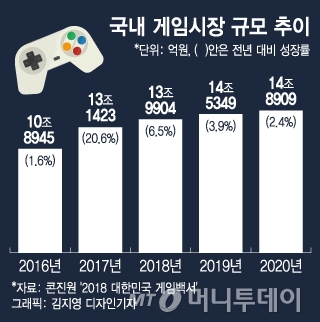 국내 게임시장 규모 추이
*단위: 억원, ( )안은 전년 대비 성장률
10조
8945
(1.6%)
13조
1423
(20.6%)
13조
9904
(6.5%)
14조
5349
(3.9%)
14조
8909
(2.4%)
2016년 2017년 2018년 2019년 2020년
*자료: 콘진원 '2018 대한민국 게임백서'
그래픽: 김지영 디자인기자
MT 머니투데이